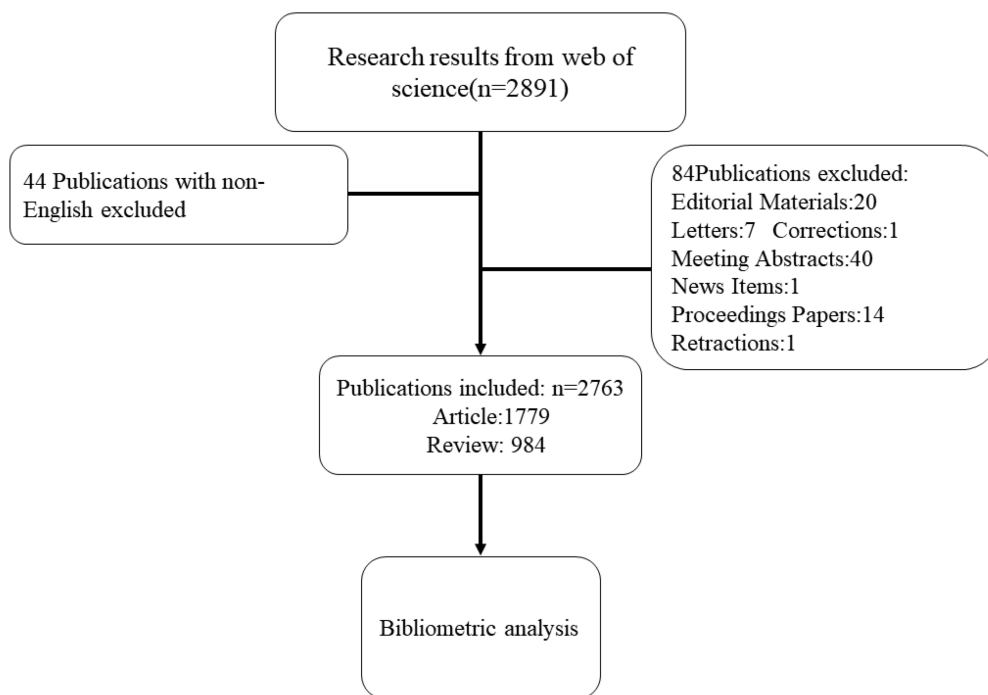 Research results from web of
science(n=2891)
44 Publications with non-
English excluded
84Publications excluded:
Editorial Materials:20
Letters:7 Corrections:1
Meeting Abstracts:40
News Items:1
Proceedings Papers:14
Retractions:1
Publications included: n=2763
Article:1779
Review: 984
Bibliometric analysis